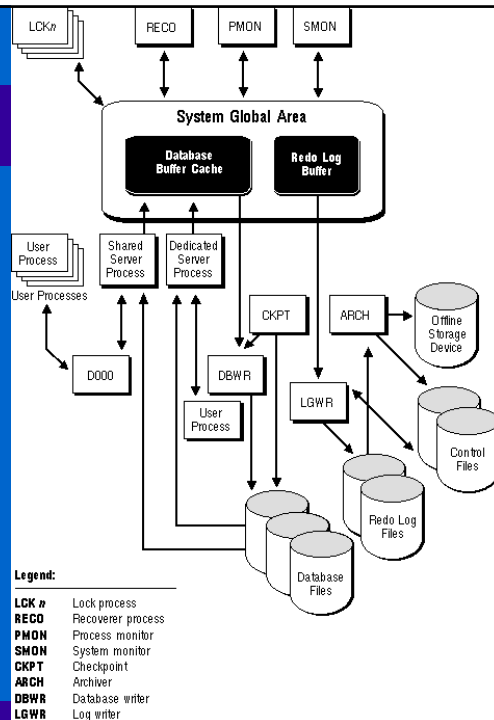 LCKn
RECO
PMON
SMON
System Global Area
Database
Buffer Cache
Redo Log
Buffer
User
Process
User Processes
Shared
Server
Process
Dedicated
Server
Process
CKPT
ARCH
Offline
Storage
Device
D000
DBWR
User
Process
LGWR
Control
Files
Redo Log
Files
Database
Files
Legend:
LCK n Lock process
RECO Recoverer process
PMON Process monitor
SMON System monitor
CKPT Checkpoint
ARCH Archiver
DBWR Database writer
LGWR Log writer